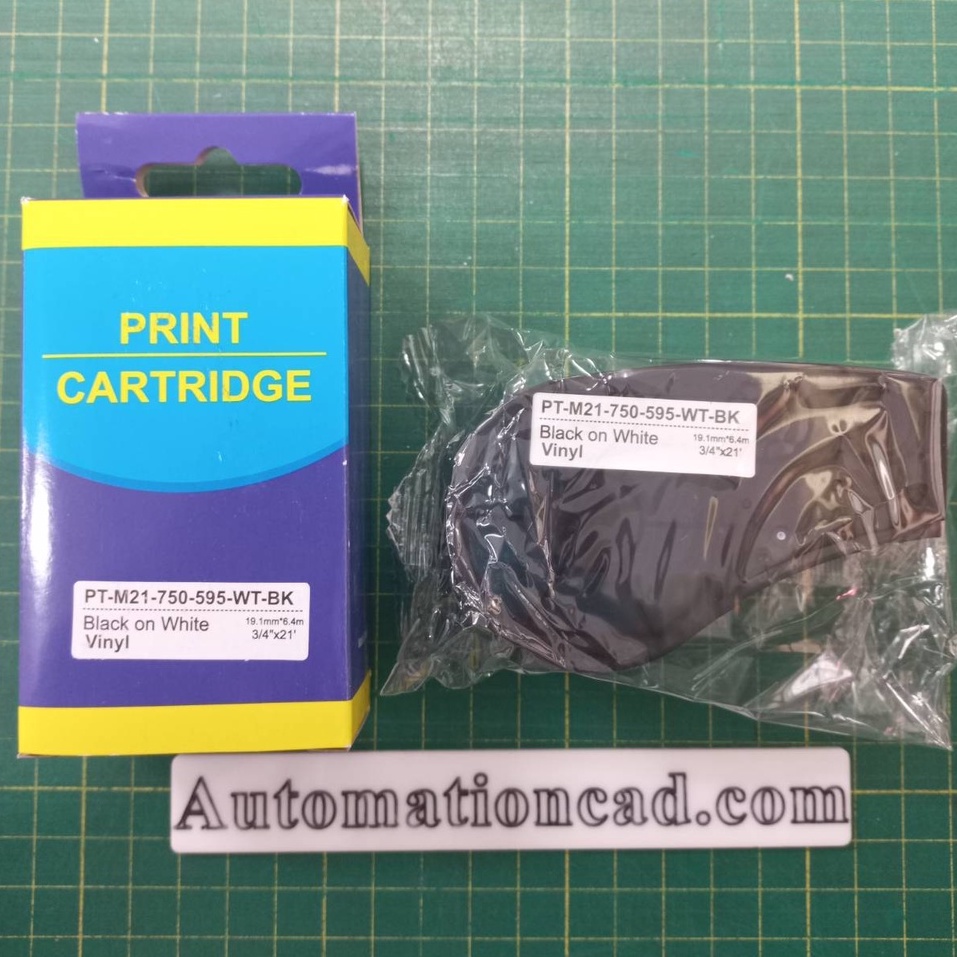 PRINT
CARTRIDGE
PT-M21-750-595-WT-BK
Black on White 19.1mm*6.4m
Vinyl 3/4"x21'
PT-M21-750-595-WT-BK
Black on White 19.1mm*6.4m
Vinyl 3/4"x21'
Automationcad.com